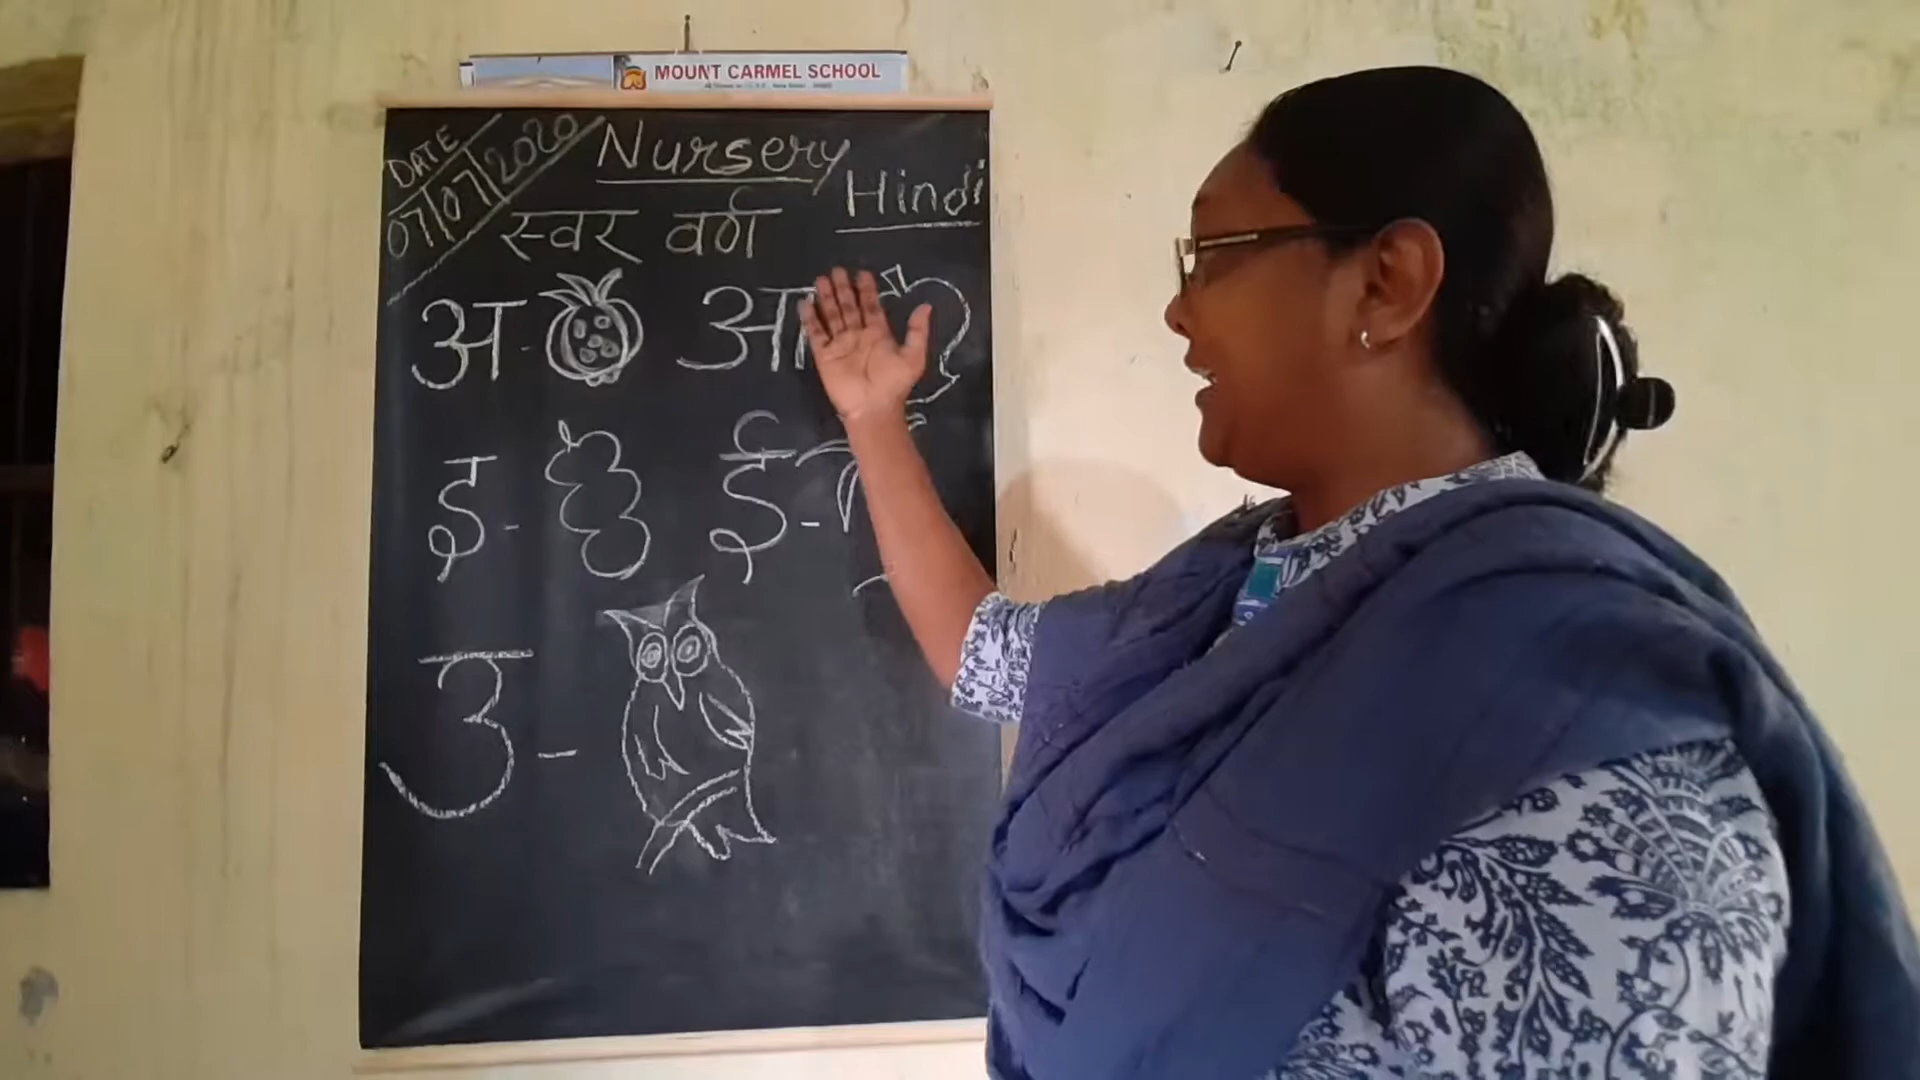 MOUNT CARMEL SCHOOL
DATE
07/07/2020
Nursery
Hindi
स्वर वर्ण
अ -
आ
इ -
ई -
उ -